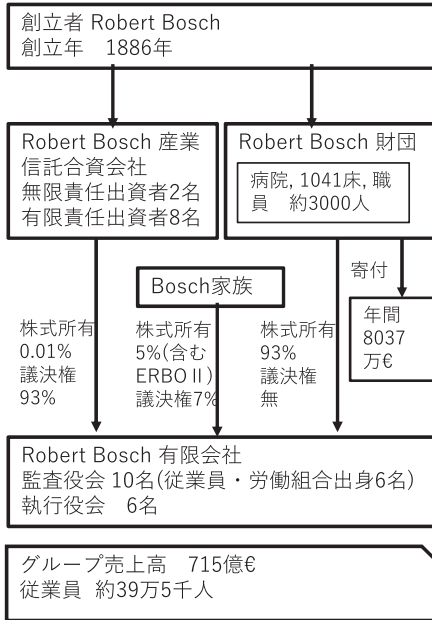 創立者 Robert Bosch
創立年　1886年
Robert Bosch 産業
信託合資会社
無限責任出資者2名
有限責任出資者8名
Robert Bosch 財団
病院, 1041床, 職
員　約3000人
寄付
年間
8037
万€
Bosch家族
株式所有
0.01%
議決権
93%
株式所有
5%(含む
ERBOⅡ)
議決権7%
株式所有
93%
議決権
無
Robert Bosch 有限会社
監査役会 10名(従業員・労働組合出身6名)
執行役会　6名
グループ売上高　715億€
従業員　約39万5千人